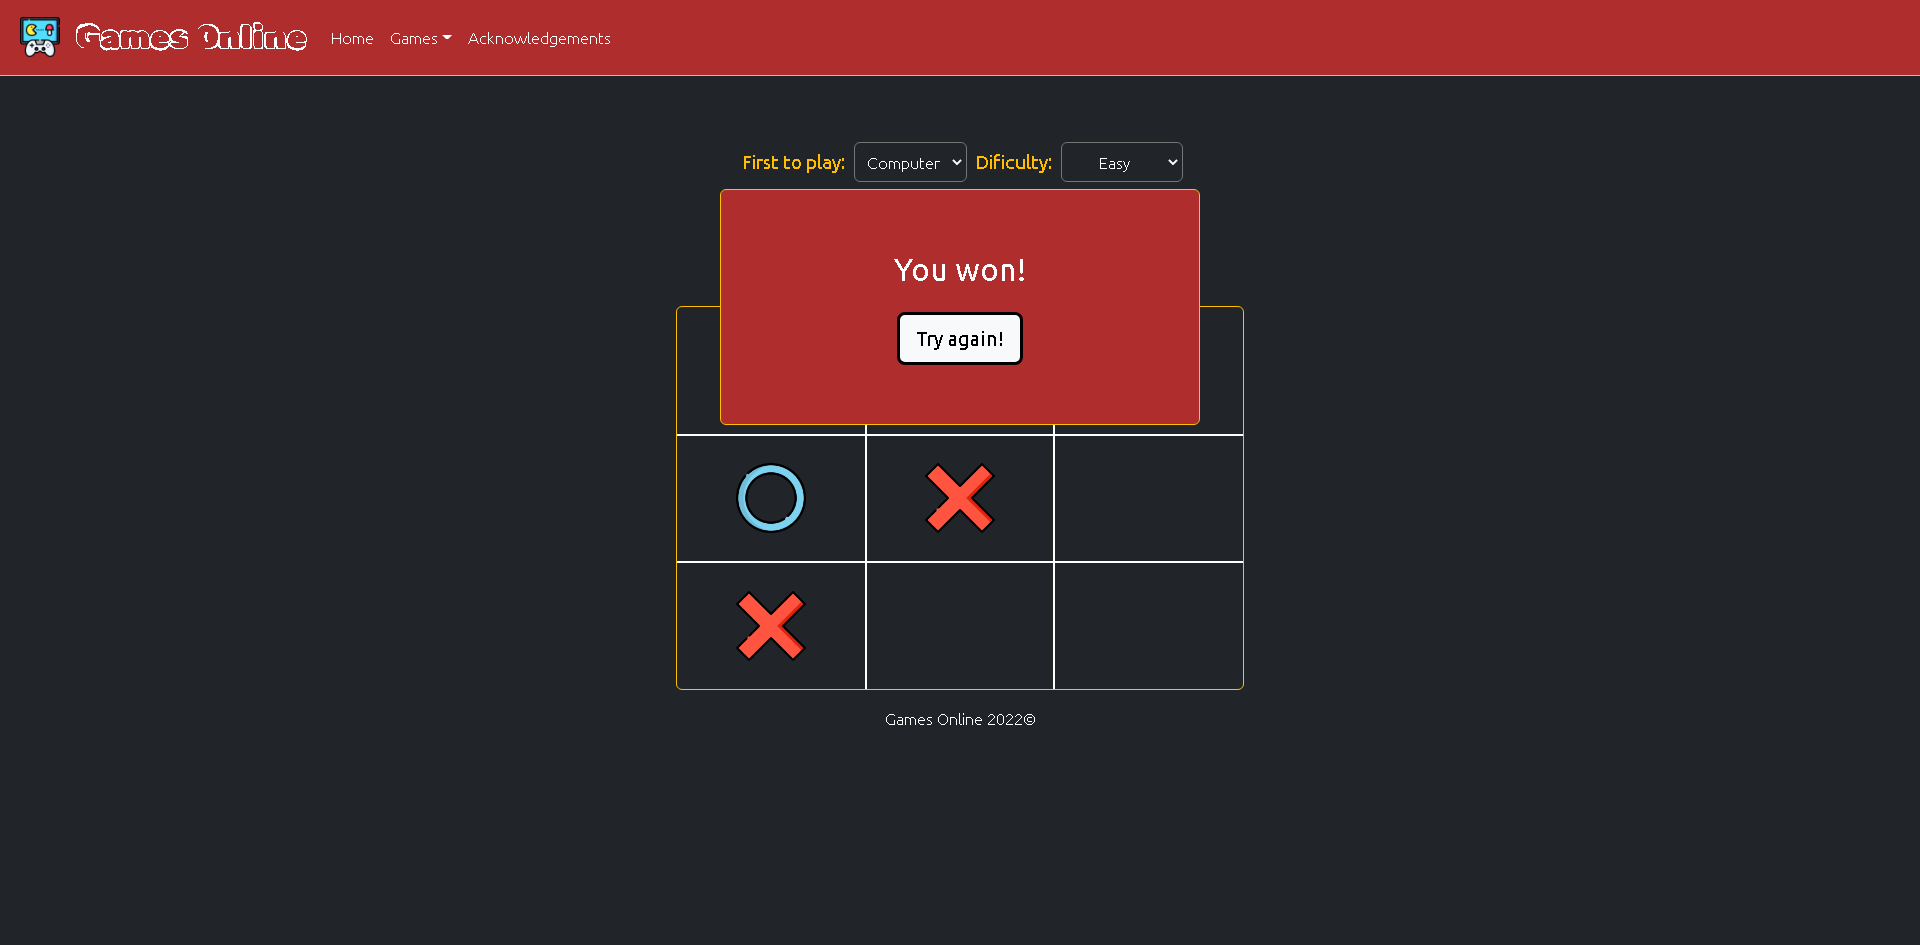 Games Online Home Games Acknowledgements
First to play: Computer Dificulty: Easy
You won!
Try again!
Games Online 2022©